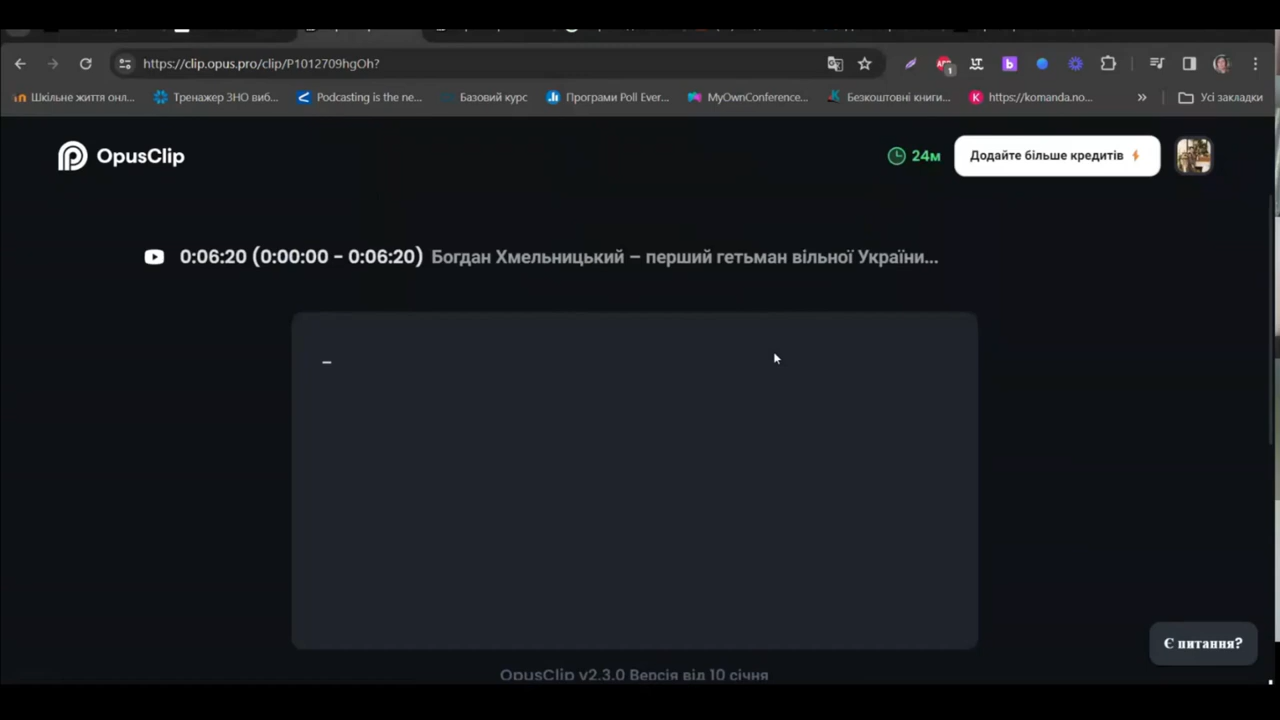 https://clip.opus.pro/clip/P1012709hgOh?
1
Шкільне життя онл...
Тренажер ЗНО виб...
Podcasting is the ne...
Базовий курс
Програми Poll Ever...
MyOwnConference...
Безкоштовні книги...
https://komanda.no...
»
Усі закладки
OpusClip
24м
Додайте більше кредитів
0:06:20 (0:00:00 - 0:06:20) Богдан Хмельницький – перший гетьман вільної України...
_
Є питання?
OpusClip v2.3.0 Версія від 10 січня